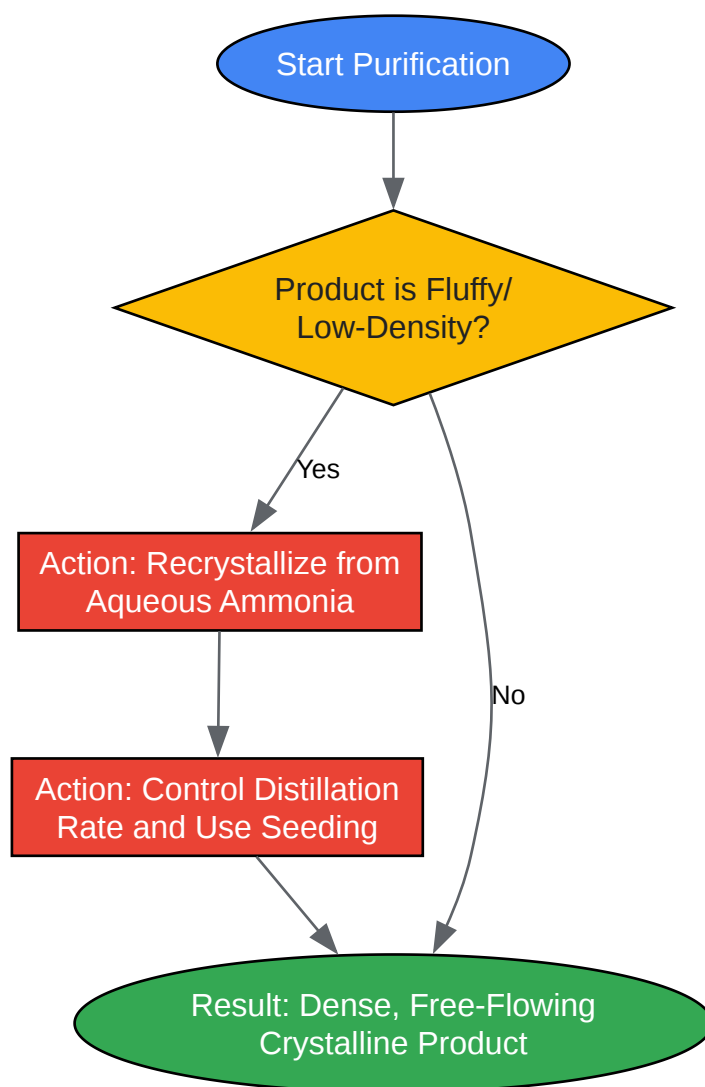 Start Purification
Product is Fluffy/
Low-Density?
Yes
Action: Recrystallize from
Aqueous Ammonia
No
Action: Control Distillation
Rate and Use Seeding
Result: Dense, Free-Flowing
Crystalline Product